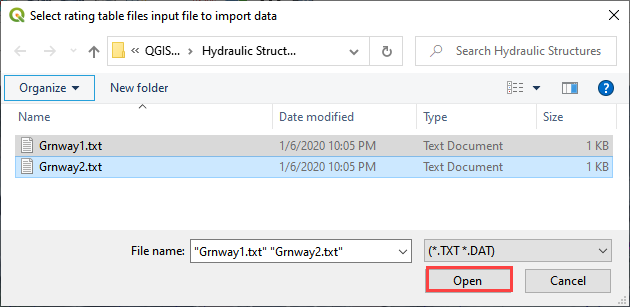 Select rating table files input file to import data
« QGIS... › Hydraulic Struct...
Search Hydraulic Structures
Organize
New folder
Name Date modified Type Size
Grnway1.txt 1/6/2020 10:05 PM Text Document 1 KB
Grnway2.txt 1/6/2020 10:05 PM Text Document 1 KB
File name: "Grnway1.txt" "Grnway2.txt" (*.TXT *.DAT)
Open Cancel